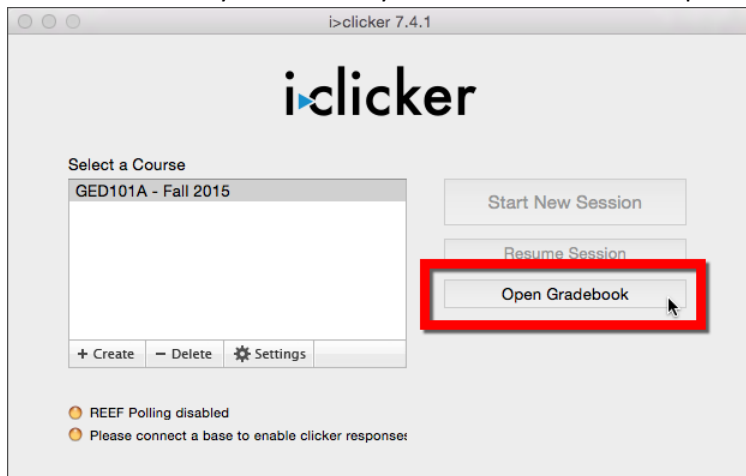 i>clicker 7.4.1
i>clicker
Select a Course
GED101A - Fall 2015
Start New Session
Resume Session
Open Gradebook
+ Create − Delete Settings
REEF Polling disabled
Please connect a base to enable clicker responses